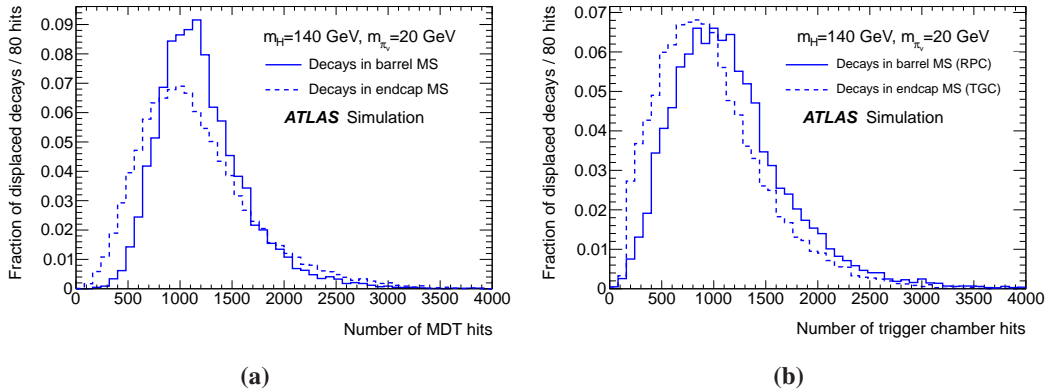 Fraction of displaced decays / 80 hits
0.09
0.08
0.07
0.06
0.05
0.04
0.03
0.02
0.01
0
m_H=140 GeV, m_{π_v}=20 GeV
Decays in barrel MS
Decays in endcap MS
ATLAS Simulation
0 500 1000 1500 2000 2500 3000 3500 4000
Number of MDT hits
(a)
Fraction of displaced decays / 80 hits
0.07
0.06
0.05
0.04
0.03
0.02
0.01
0
m_H=140 GeV, m_{π_v}=20 GeV
Decays in barrel MS (RPC)
Decays in endcap MS (TGC)
ATLAS Simulation
0 500 1000 1500 2000 2500 3000 3500 4000
Number of trigger chamber hits
(b)